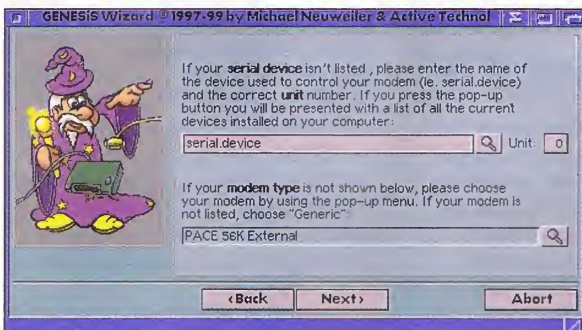 GENESiS Wizard ©1997-99 by Michael Neuweiler & Active Technol
If your serial device isn't listed , please enter the name of
the device used to control your modem (ie. serial.device)
and the correct unit number. If you press the pop-up
button you will be presented with a list of all the current
devices installed on your computer:
serial.device Unit: 0
If your modem type is not shown below, please choose
your modem by using the pop-up menu. If your modem is
not listed, choose "Generic":
PACE 56K External
<Back Next> Abort